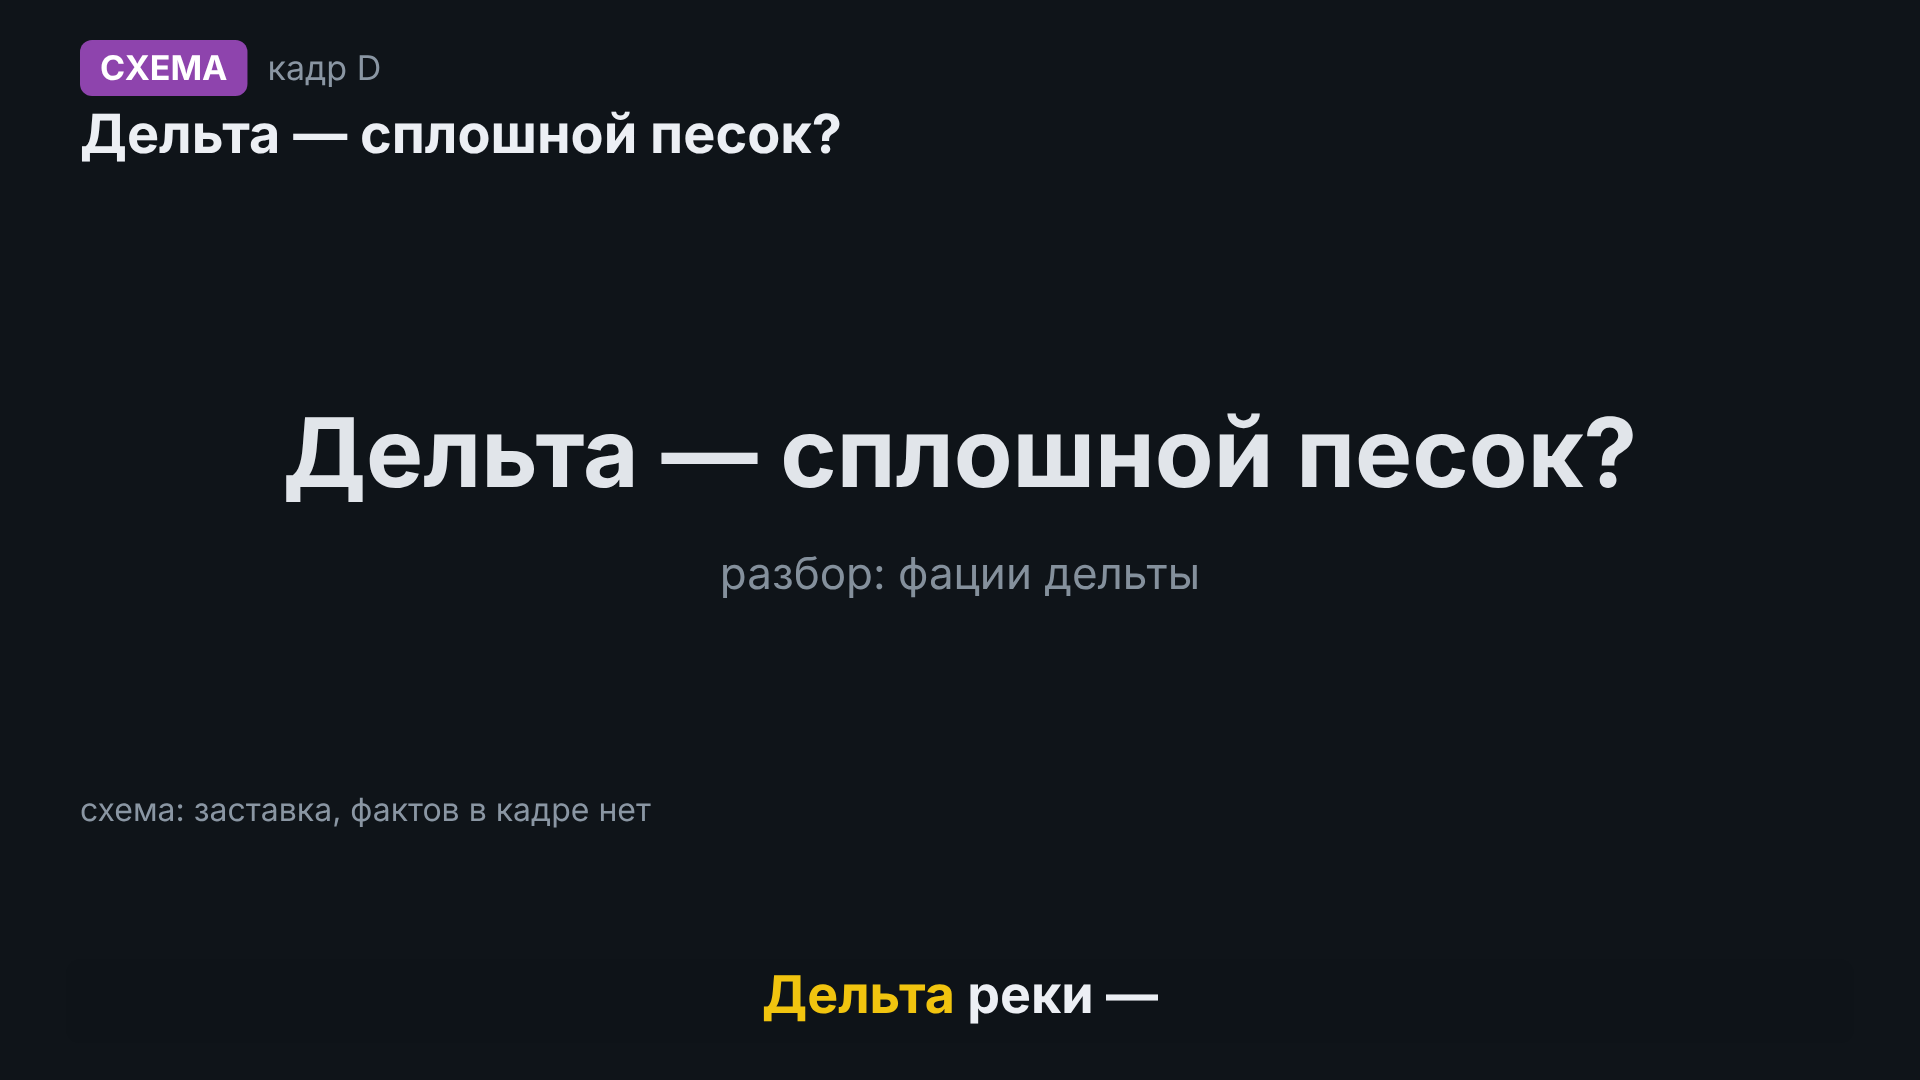 СХЕМА кадр D
Дельта — сплошной песок?
Дельта — сплошной песок?
разбор: фации дельты
схема: заставка, фактов в кадре нет
Дельта реки —